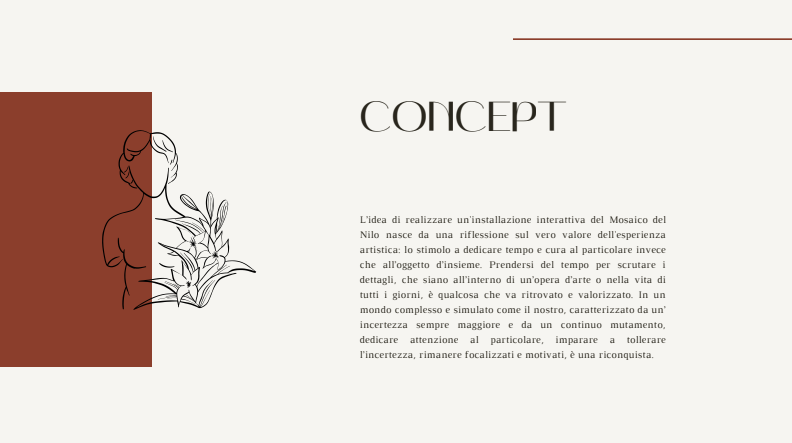 CONCEPT
L'idea di realizzare un'installazione interattiva del Mosaico del
Nilo nasce da una riflessione sul vero valore dell'esperienza
artistica: lo stimolo a dedicare tempo e cura al particolare invece
che all'oggetto d'insieme. Prendersi del tempo per scrutare i
dettagli, che siano all'interno di un'opera d'arte o nella vita di
tutti i giorni, è qualcosa che va ritrovato e valorizzato. In un
mondo complesso e simulato come il nostro, caratterizzato da un'
incertezza sempre maggiore e da un continuo mutamento,
dedicare attenzione al particolare, imparare a tollerare
l'incertezza, rimanere focalizzati e motivati, è una riconquista.